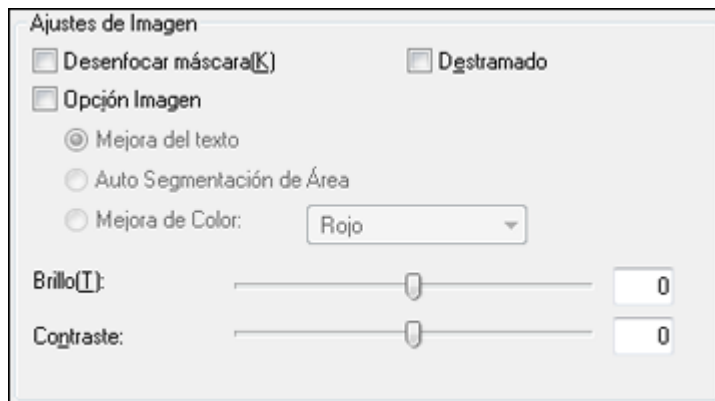 Ajustes de Imagen
Desenfocar máscara(K) Destramado
Opción Imagen
Mejora del texto
Auto Segmentación de Área
Mejora de Color: Rojo
Brillo(T): 0
Contraste: 0